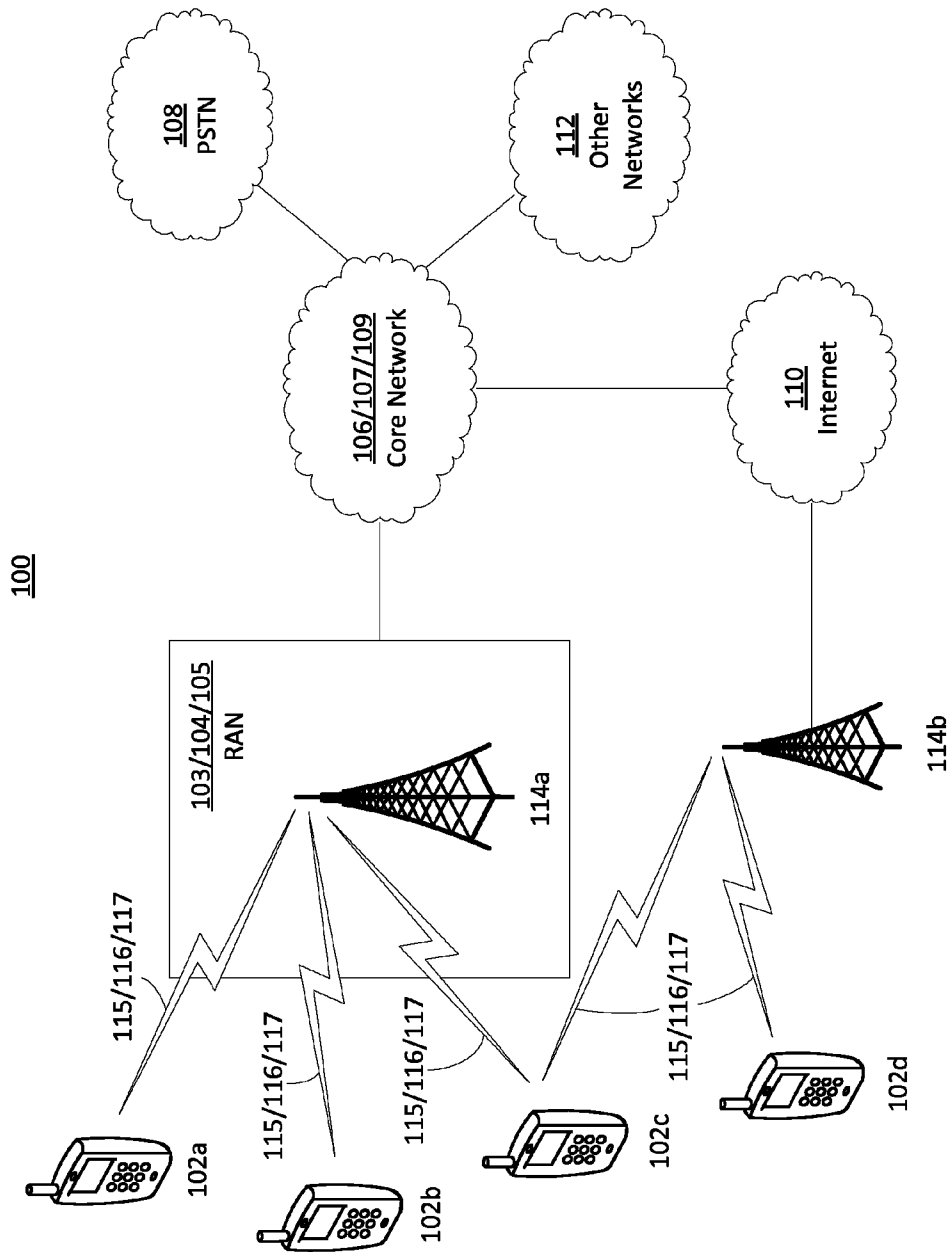 100
108
PSTN
106/107/109
Core Network
112
Other
Networks
110
Internet
103/104/105
RAN
114a
114b
115/116/117
115/116/117
115/116/117
115/116/117
102a
102b
102c
102d